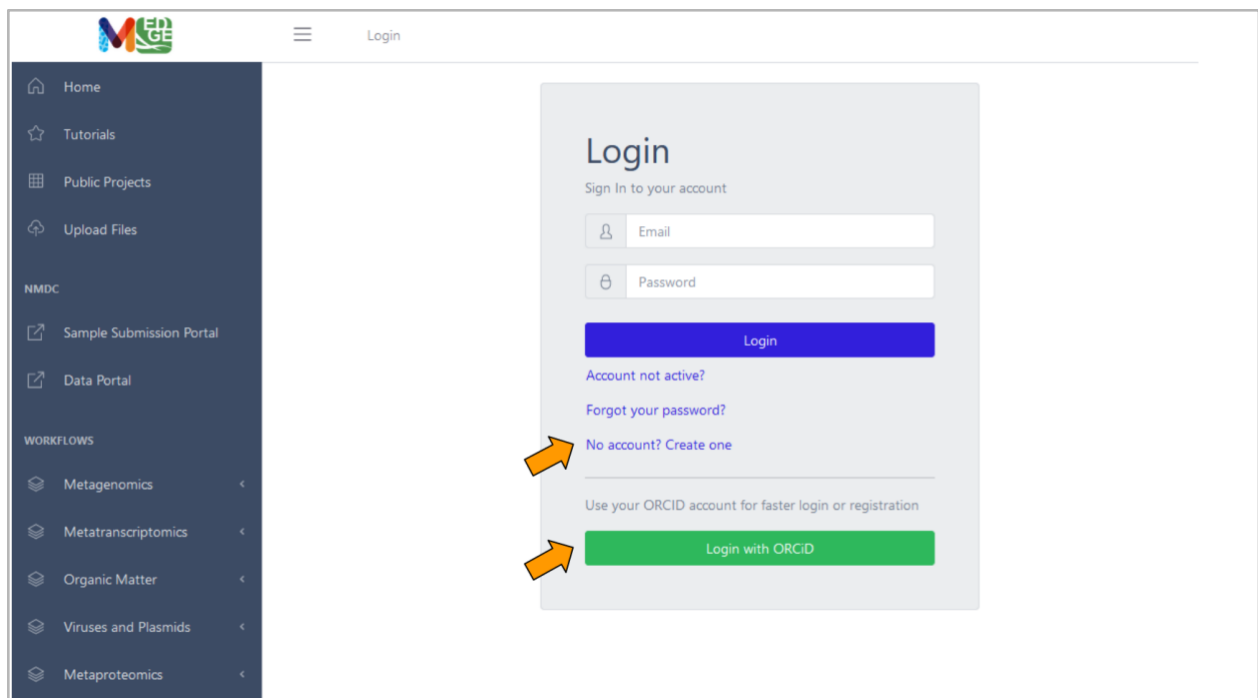 M ED
GE
Login
Home
Tutorials
Public Projects
Upload Files
NMDC
Sample Submission Portal
Data Portal
WORKFLOWS
Metagenomics
Metatranscriptomics
Organic Matter
Viruses and Plasmids
Metaproteomics
Login
Sign In to your account
Email
Password
Login
Account not active?
Forgot your password?
No account? Create one
Use your ORCID account for faster login or registration
Login with ORCiD